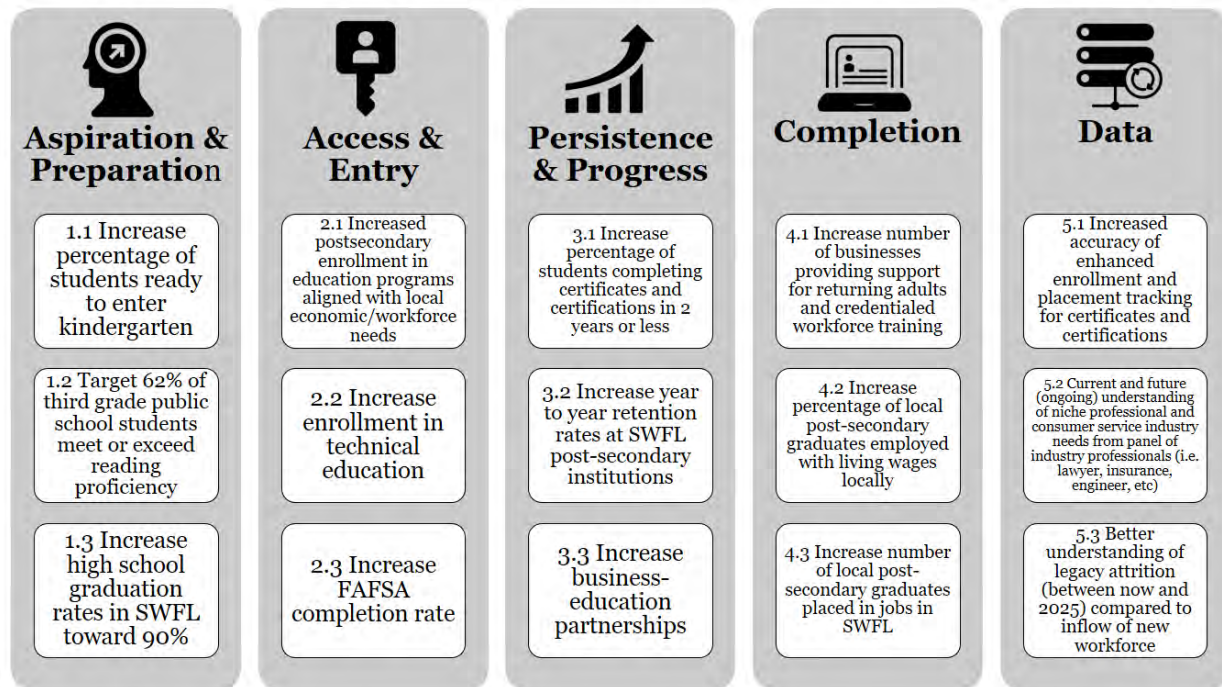 Aspiration &
Preparation
1.1 Increase
percentage of
students ready
to enter
kindergarten
1.2 Target 62% of
third grade public
school students
meet or exceed
reading
proficiency
1.3 Increase
high school
graduation
rates in SWFL
toward 90%
Access &
Entry
2.1 Increased
postsecondary
enrollment in
education programs
aligned with local
economic/workforce
needs
2.2 Increase
enrollment in
technical
education
2.3 Increase
FAFSA
completion rate
Persistence
& Progress
3.1 Increase
percentage of
students completing
certificates and
certifications in 2
years or less
3.2 Increase year
to year retention
rates at SWFL
post-secondary
institutions
3.3 Increase
business-
education
partnerships
Completion
4.1 Increase number
of businesses
providing support
for returning adults
and credentialed
workforce training
4.2 Increase
percentage of local
post-secondary
graduates employed
with living wages
locally
4.3 Increase number
of local post-
secondary graduates
placed in jobs in
SWFL
Data
5.1 Increased
accuracy of
enhanced
enrollment and
placement tracking
for certificates and
certifications
5.2 Current and future
(ongoing) understanding
of niche professional and
consumer service industry
needs from panel of
industry professionals (i.e.
lawyer, insurance,
engineer, etc)
5.3 Better
understanding of
legacy attrition
(between now and
2025) compared to
inflow of new
workforce